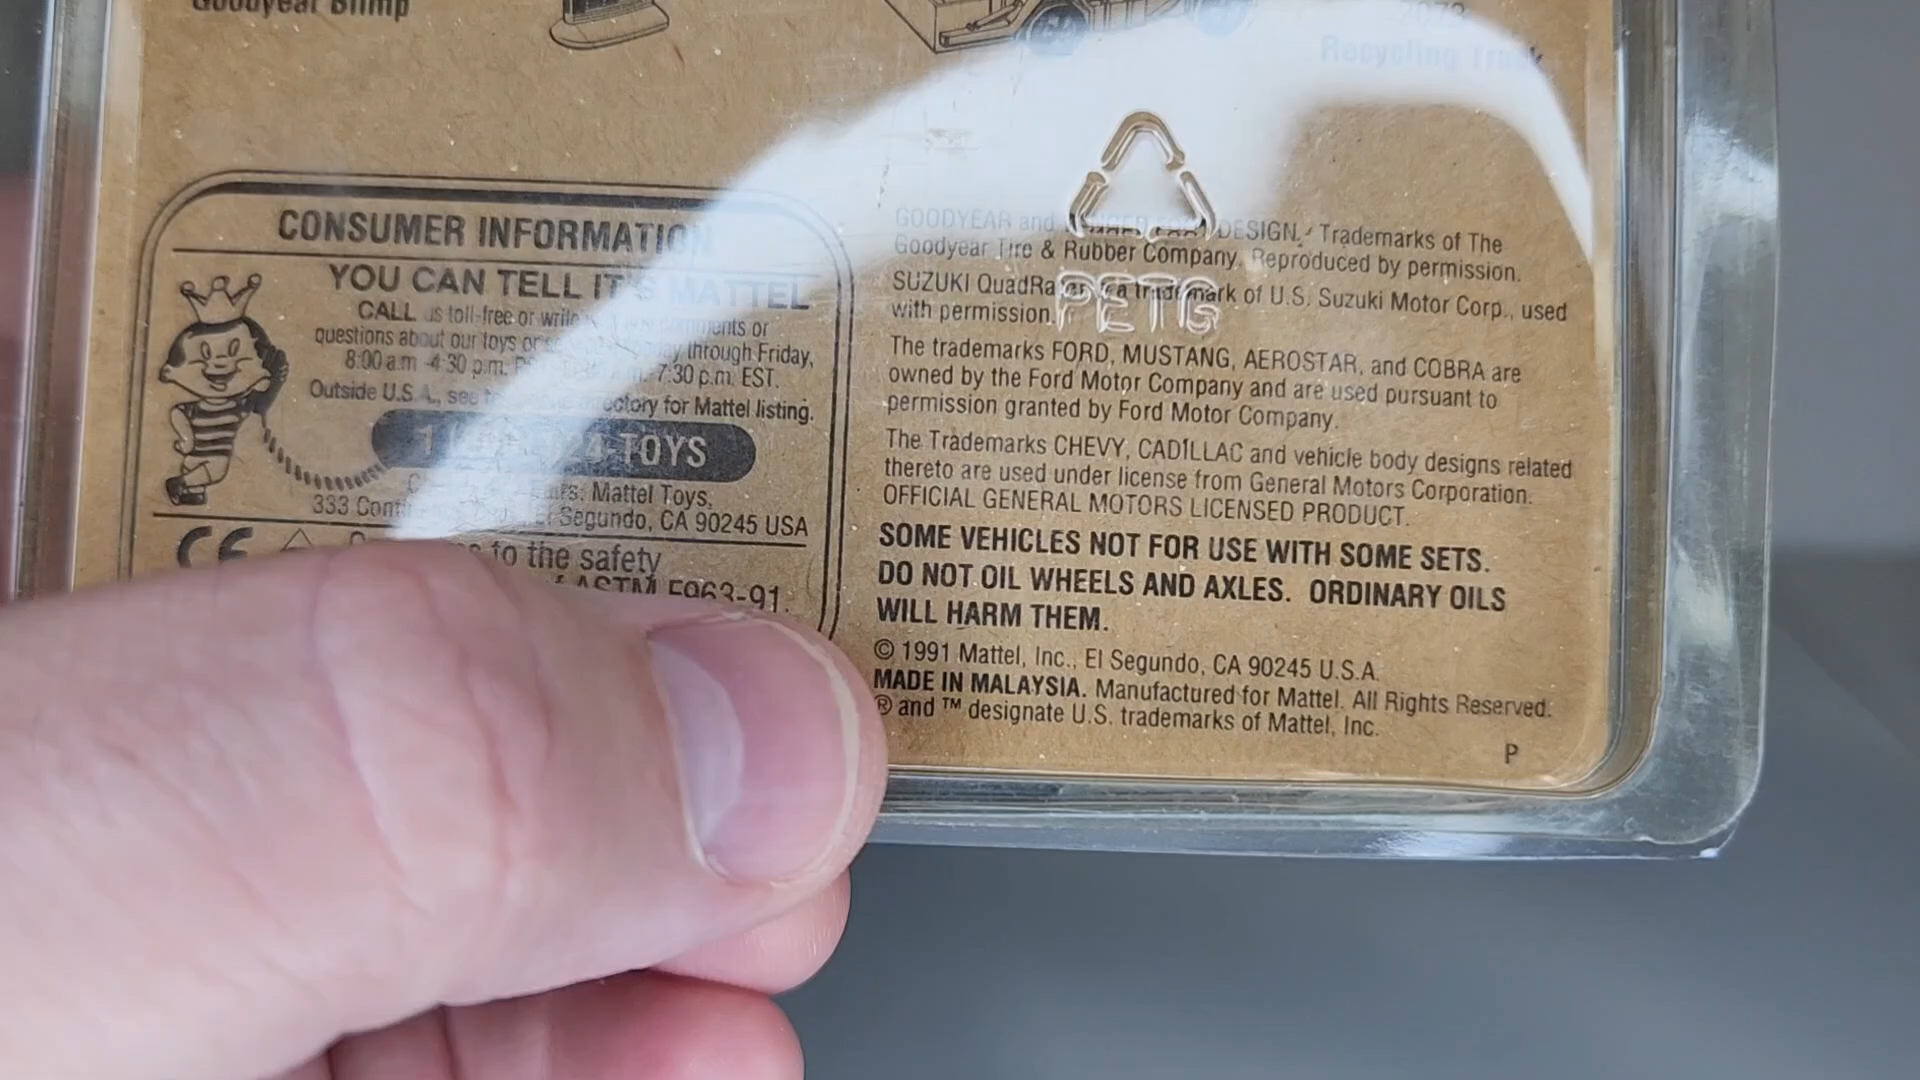 Goodyear Blimp
2073
Recycling Truck
CONSUMER INFORMATION
YOU CAN TELL IT'S MATTEL
CALL us toll-free or write comments or
questions about our toys or through Friday,
8:00 a.m -4:30 p.m. 7:30 p.m. EST.
Outside U.S.A., see directory for Mattel listing.
1 TOYS
Mattel Toys,
333 El Segundo, CA 90245 USA
CE
to the safety
of ASTM F963-91.
PETG
GOODYEAR and DESIGN, Trademarks of The
Goodyear Tire & Rubber Company. Reproduced by permission.
SUZUKI trademark of U.S. Suzuki Motor Corp., used
with permission.
The trademarks FORD, MUSTANG, AEROSTAR, and COBRA are
owned by the Ford Motor Company and are used pursuant to
permission granted by Ford Motor Company.
The Trademarks CHEVY, CADILLAC and vehicle body designs related
thereto are used under license from General Motors Corporation.
OFFICIAL GENERAL MOTORS LICENSED PRODUCT.
SOME VEHICLES NOT FOR USE WITH SOME SETS.
DO NOT OIL WHEELS AND AXLES. ORDINARY OILS
WILL HARM THEM.
© 1991 Mattel, Inc., El Segundo, CA 90245 U.S.A.
MADE IN MALAYSIA. Manufactured for Mattel. All Rights Reserved.
® and ™ designate U.S. trademarks of Mattel, Inc.
P